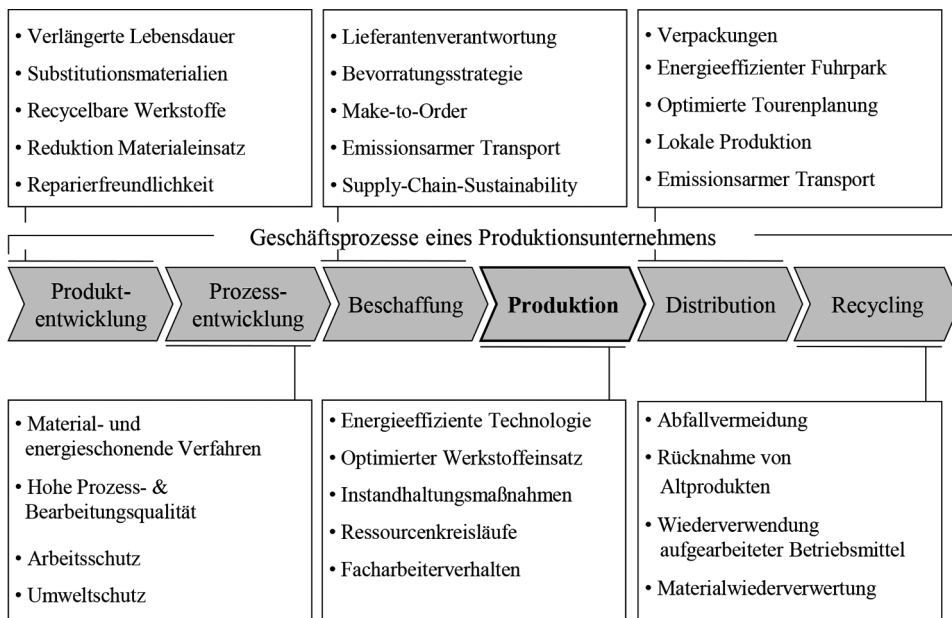 • Verlängerte Lebensdauer
• Substitutionsmaterialien
• Recycelbare Werkstoffe
• Reduktion Materialeinsatz
• Reparierfreundlichkeit
• Lieferantenverantwortung
• Bevorratungsstrategie
• Make-to-Order
• Emissionsarmer Transport
• Supply-Chain-Sustainability
• Verpackungen
• Energieeffizienter Fuhrpark
• Optimierte Tourenplanung
• Lokale Produktion
• Emissionsarmer Transport
Geschäftsprozesse eines Produktionsunternehmens
Produkt-
entwicklung
Prozess-
entwicklung
Beschaffung
Produktion
Distribution
Recycling
• Material- und
energieschonende Verfahren
• Hohe Prozess- &
Bearbeitungsqualität
• Arbeitsschutz
• Umweltschutz
• Energieeffiziente Technologie
• Optimierter Werkstoffeinsatz
• Instandhaltungsmaßnahmen
• Ressourcenkreisläufe
• Facharbeiterverhalten
• Abfallvermeidung
• Rücknahme von
Altprodukten
• Wiederverwendung
aufgearbeiteter Betriebsmittel
• Materialwiederverwertung